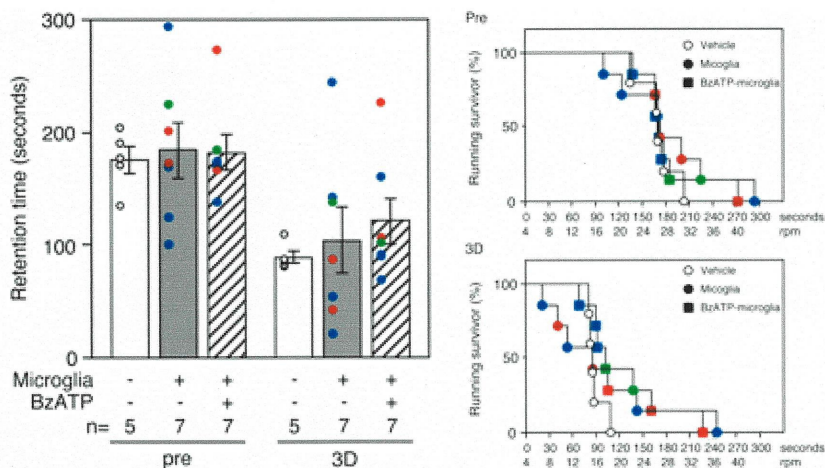 300
200
100
0
Retention time (seconds)
Microglia - + + - + +
BzATP - - + - - +
n= 5 7 7 5 7 7
pre 3D
Pre
100
50
0
Running survivor (%)
Vehicle
Micoglia
BzATP-microglia
0 30 60 90 120 150 180 210 240 270 300 seconds
4 8 12 16 20 24 28 32 36 40 44 rpm
3D
100
50
0
Running survivor (%)
Vehicle
Micoglia
BzATP-microglia
0 30 60 90 120 150 180 210 240 270 300 seconds
4 8 12 16 20 24 28 32 36 40 44 rpm